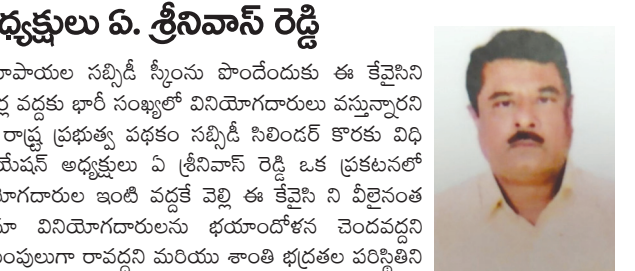 ధ్యక్షులు ఏ. శ్రీనివాస్ రెడ్డి
రూపాయల సబ్సిడీ స్కీంను పొందేందుకు ఈ కేవైసిని
ర్ల వద్దకు భారీ సంఖ్యలో వినియోగదారులు వస్తున్నారని
రాష్ట్ర ప్రభుత్వ పథకం సబ్సిడీ సిలిండర్ కొరకు విధి
యేషన్ అధ్యక్షులు ఏ శ్రీనివాస్ రెడ్డి ఒక ప్రకటనలో
యోగదారుల ఇంటి వద్దకే వెళ్లి ఈ కేవైసి ని వీలైనంత
వినియోగదారులను భయాందోళన చెందవద్దని
ంపులుగా రావద్దని మరియు శాంతి భద్రతల పరిస్థితిని